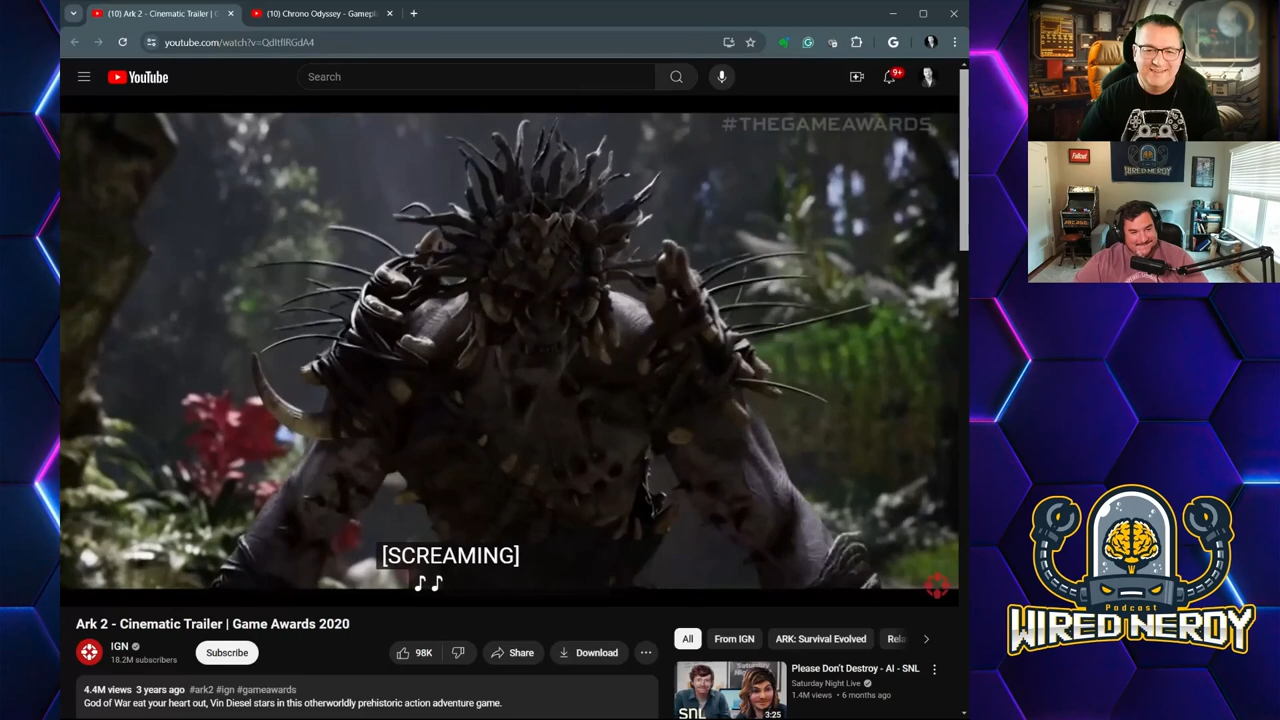 (10) Ark 2 - Cinematic Trailer | G
(10) Chrono Odyssey - Gamepl
youtube.com/watch?v=QdItfIRGdA4
YouTube
Search
9+
#THEGAMEAWARDS
[SCREAMING]
♪♪
Ark 2 - Cinematic Trailer | Game Awards 2020
IGN
18.2M subscribers
Subscribe
98K
Share
Download
4.4M views 3 years ago #ark2 #ign #gameawards
God of War eat your heart out, Vin Diesel stars in this otherworldly prehistoric action adventure game.
All
From IGN
ARK: Survival Evolved
Rela
Please Don't Destroy - AI - SNL
Saturday Night Live
1.4M views • 6 months ago
SNL
3:25
Fallout
WIRED NERDY
ARCADE
Podcast
WIRED NERDY